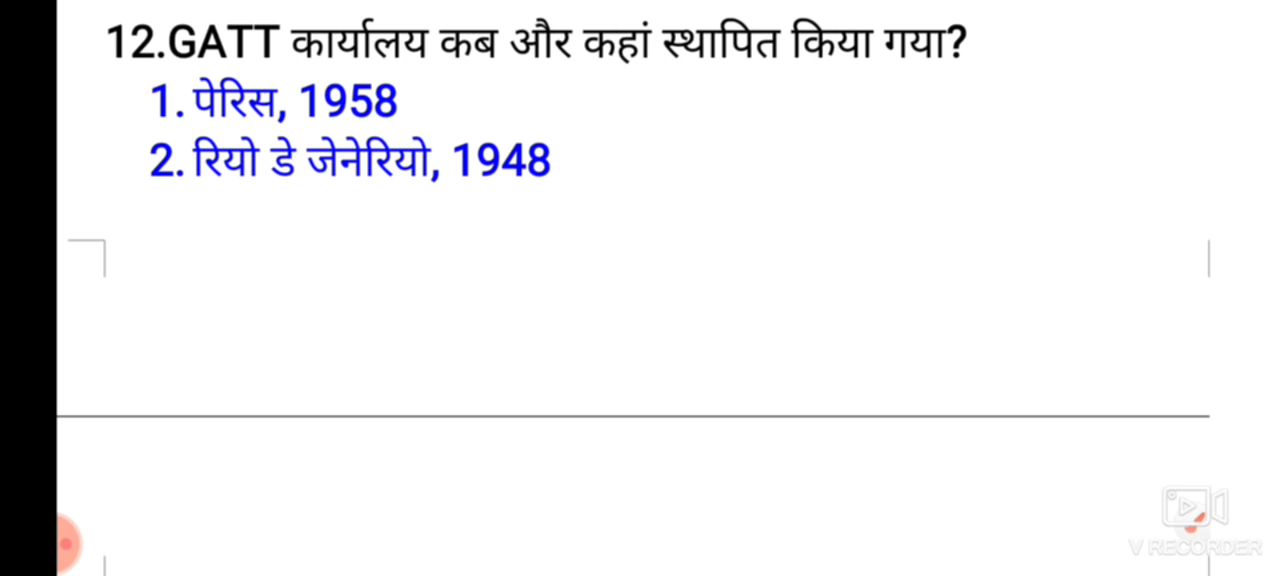 12.GATT कार्यालय कब और कहां स्थापित किया गया?
1. पेरिस, 1958
2. रियो डे जेनेरियो, 1948
V RECORDER